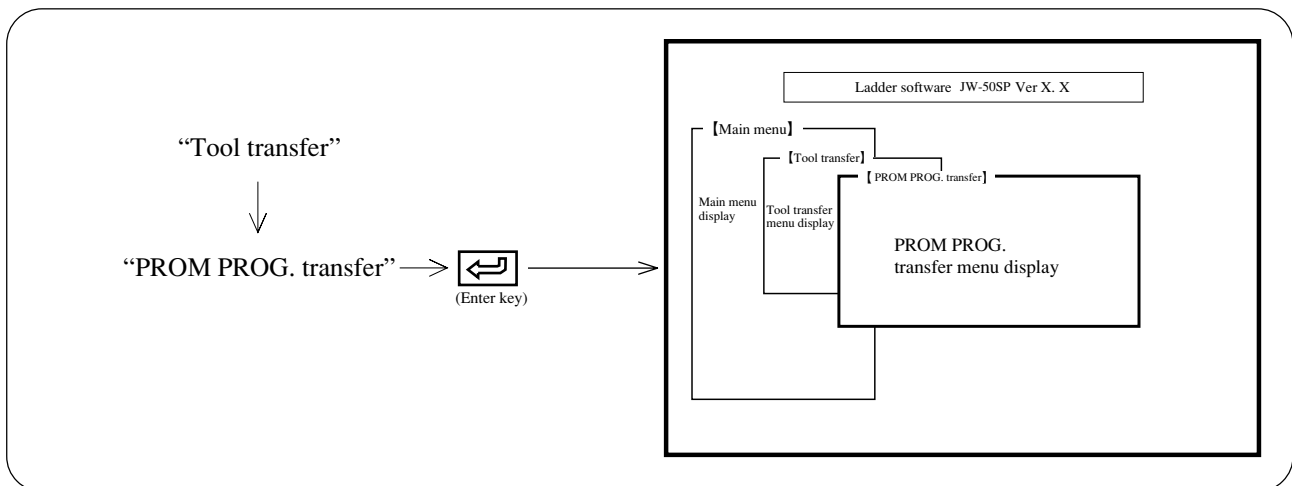 “Tool transfer”
“PROM PROG. transfer”
(Enter key)
Ladder software JW-50SP Ver X. X
【Main menu】
【Tool transfer】
【 PROM PROG. transfer】
Main menu
display
Tool transfer
menu display
PROM PROG.
transfer menu display